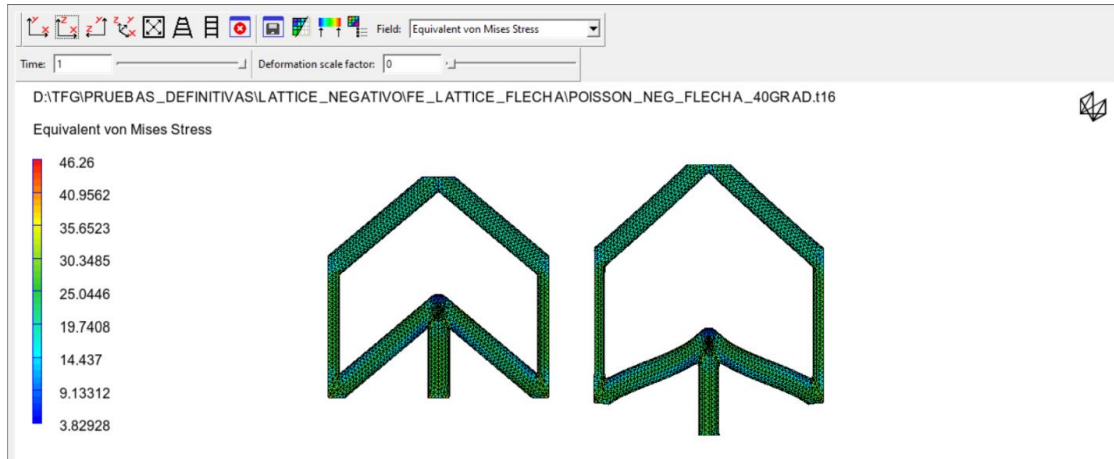 Y X Z X Z Y Z Y X Field: Equivalent von Mises Stress
Time: 1 Deformation scale factor: 0
D:\TFG\PRUEBAS_DEFINITIVAS\LATTICE_NEGATIVO\FE_LATTICE_FLECHA\POISSON_NEG_FLECHA_40GRAD.t16
Equivalent von Mises Stress
46.26
40.9562
35.6523
30.3485
25.0446
19.7408
14.437
9.13312
3.82928